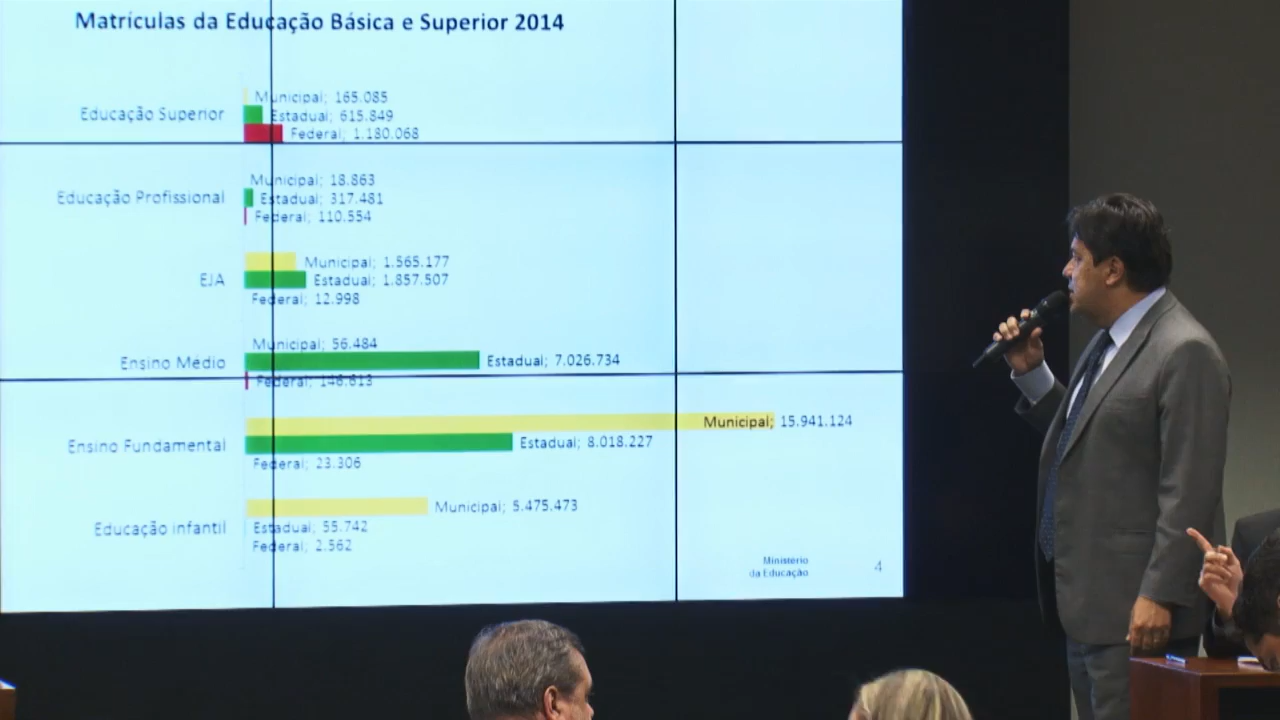 Matrículas da Educação Básica e Superior 2014
Municipal; 165.085
Educação Superior
Estadual; 615.849
Federal; 1.180.068
Municipal; 18.863
Educação Profissional
Estadual; 317.481
Federal; 110.554
Municipal; 1.565.177
EJA
Estadual; 1.857.507
Federal; 12.998
Municipal; 56.484
Ensino Médio
Estadual; 7.026.734
Federal; 146.613
Municipal; 15.941.124
Ensino Fundamental
Estadual; 8.018.227
Federal; 23.306
Municipal; 5.475.473
Educação infantil
Estadual; 55.742
Federal; 2.562
Ministério
da Educação
4